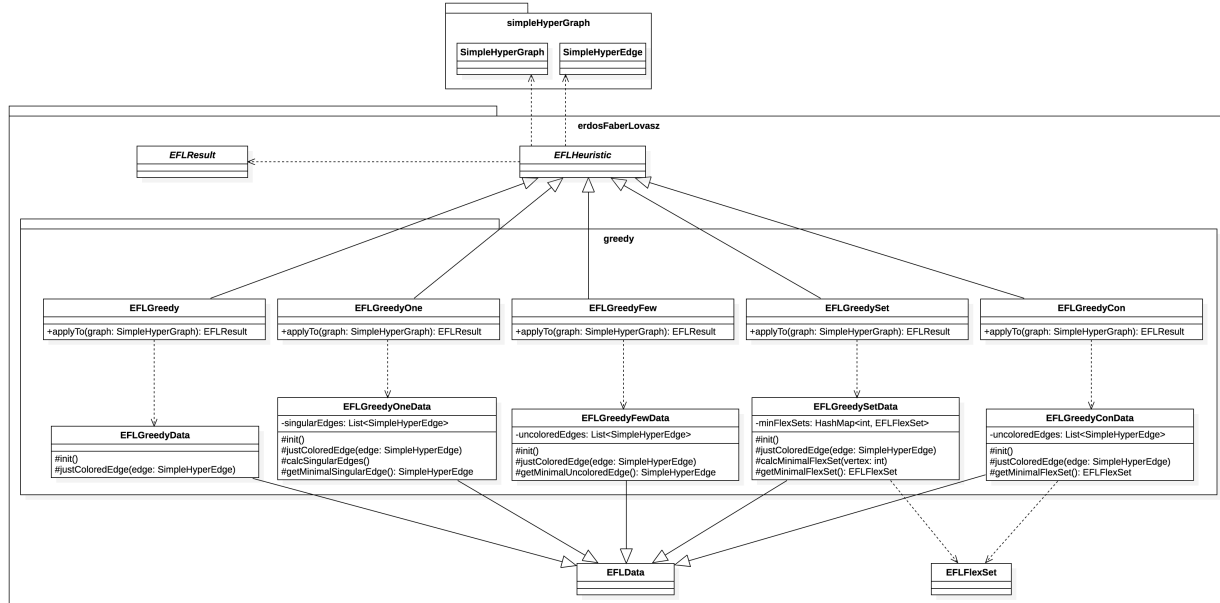 simpleHyperGraph
SimpleHyperGraph
SimpleHyperEdge
erdosFaberLovasz
EFLResult
EFLHeuristic
greedy
EFLGreedy
+applyTo(graph: SimpleHyperGraph): EFLResult
EFLGreedyOne
+applyTo(graph: SimpleHyperGraph): EFLResult
EFLGreedyFew
+applyTo(graph: SimpleHyperGraph): EFLResult
EFLGreedySet
+applyTo(graph: SimpleHyperGraph): EFLResult
EFLGreedyCon
+applyTo(graph: SimpleHyperGraph): EFLResult
EFLGreedyData
#init()
#justColoredEdge(edge: SimpleHyperEdge)
EFLGreedyOneData
-singularEdges: List<SimpleHyperEdge>
#init()
#justColoredEdge(edge: SimpleHyperEdge)
#calcSingularEdges()
#getMinimalSingularEdge(): SimpleHyperEdge
EFLGreedyFewData
-uncoloredEdges: List<SimpleHyperEdge>
#init()
#justColoredEdge(edge: SimpleHyperEdge)
#getMinimalUncoloredEdge(): SimpleHyperEdge
EFLGreedySetData
-minFlexSets: HashMap<int, EFLFlexSet>
#init()
#justColoredEdge(edge: SimpleHyperEdge)
#calcMinimalFlexSet(vertex: int)
#getMinimalFlexSet(): EFLFlexSet
EFLGreedyConData
-uncoloredEdges: List<SimpleHyperEdge>
#init()
#justColoredEdge(edge: SimpleHyperEdge)
#getMinimalFlexSet(): EFLFlexSet
EFLData
EFLFlexSet